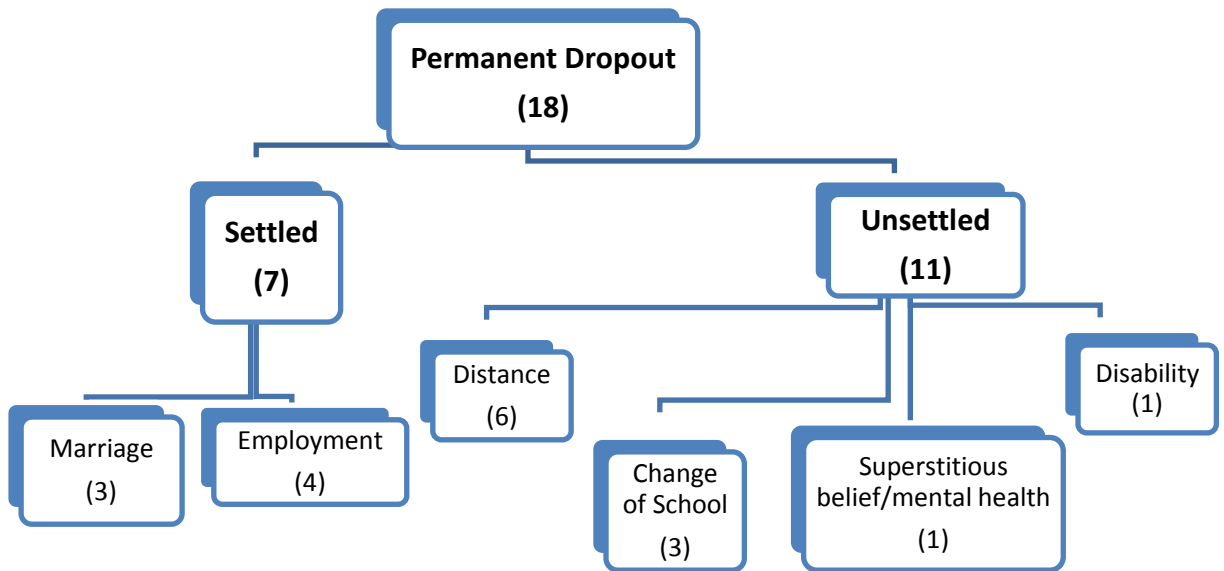 Permanent Dropout
(18)
Settled
(7)
Unsettled
(11)
Marriage
(3)
Employment
(4)
Distance
(6)
Change
of School
(3)
Superstitious
belief/mental health
(1)
Disability
(1)